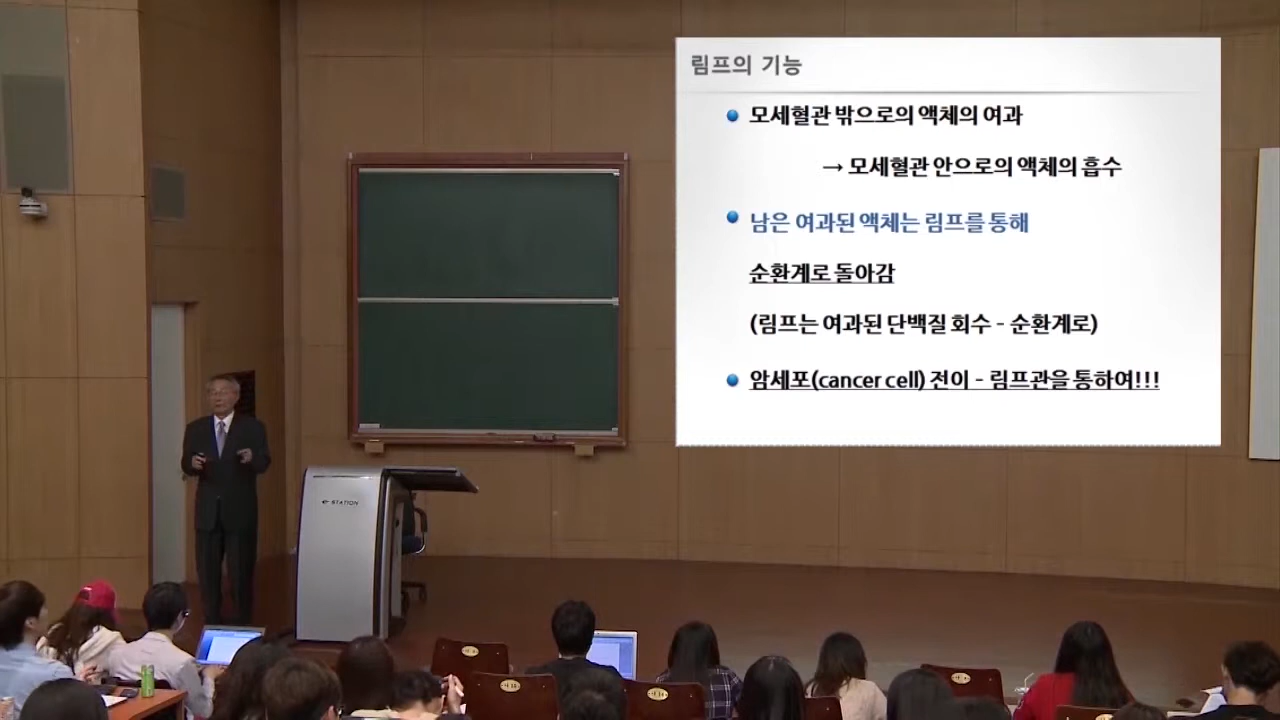 림프의 기능
모세혈관 밖으로의 액체의 여과
→ 모세혈관 안으로의 액체의 흡수
남은 여과된 액체는 림프를 통해
순환계로 돌아감
(림프는 여과된 단백질 회수 - 순환계로)
암세포(cancer cell) 전이 - 림프관을 통하여!!!
STATION